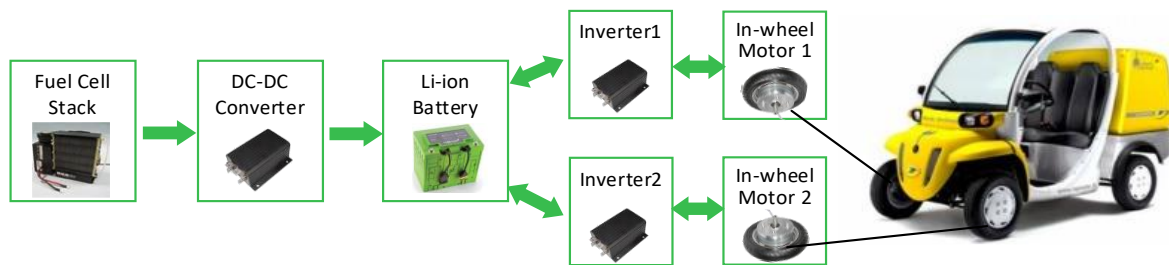 Fuel Cell
Stack
DC-DC
Converter
Li-ion
Battery
Inverter1
In-wheel
Motor 1
Inverter2
In-wheel
Motor 2